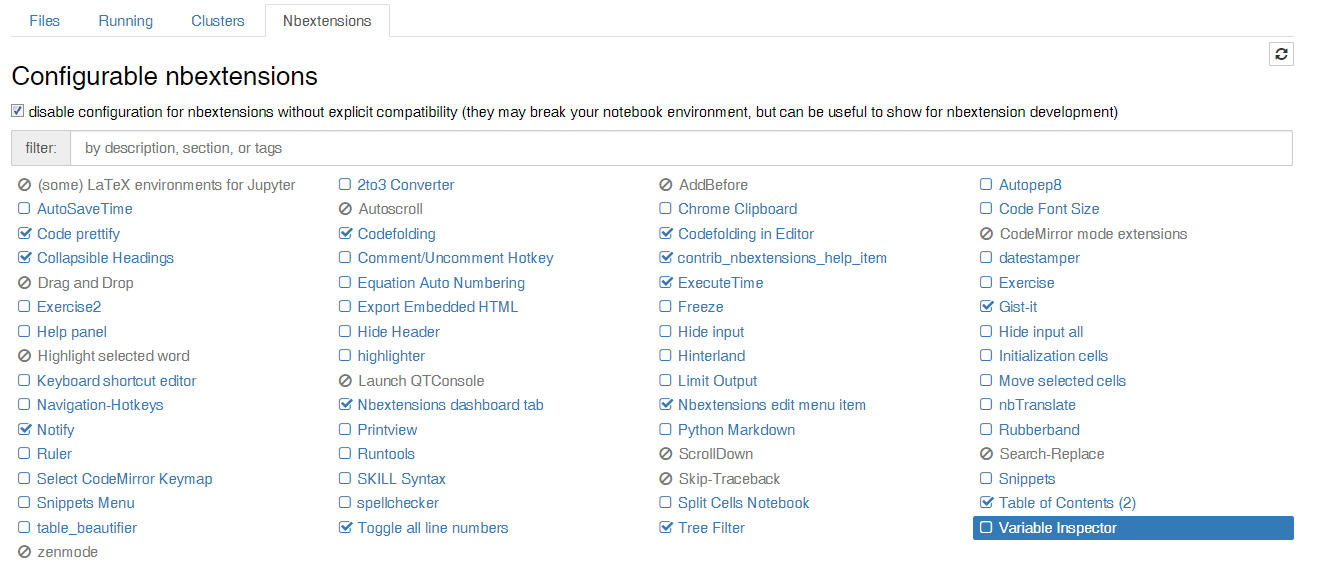 Files Running Clusters Nbextensions
Configurable nbextensions
disable configuration for nbextensions without explicit compatibility (they may break your notebook environment, but can be useful to show for nbextension development)
filter: by description, section, or tags
(some) LaTeX environments for Jupyter 2to3 Converter AddBefore Autopep8
AutoSaveTime Autoscroll Chrome Clipboard Code Font Size
Code prettify Codefolding Codefolding in Editor CodeMirror mode extensions
Collapsible Headings Comment/Uncomment Hotkey contrib_nbextensions_help_item datestamper
Drag and Drop Equation Auto Numbering ExecuteTime Exercise
Exercise2 Export Embedded HTML Freeze Gist-it
Help panel Hide Header Hide input Hide input all
Highlight selected word highlighter Hinterland Initialization cells
Keyboard shortcut editor Launch QTConsole Limit Output Move selected cells
Navigation-Hotkeys Nbextensions dashboard tab Nbextensions edit menu item nbTranslate
Notify Printview Python Markdown Rubberband
Ruler Runtools ScrollDown Search-Replace
Select CodeMirror Keymap SKILL Syntax Skip-Traceback Snippets
Snippets Menu spellchecker Split Cells Notebook Table of Contents (2)
table_beautifier Toggle all line numbers Tree Filter Variable Inspector
zenmode